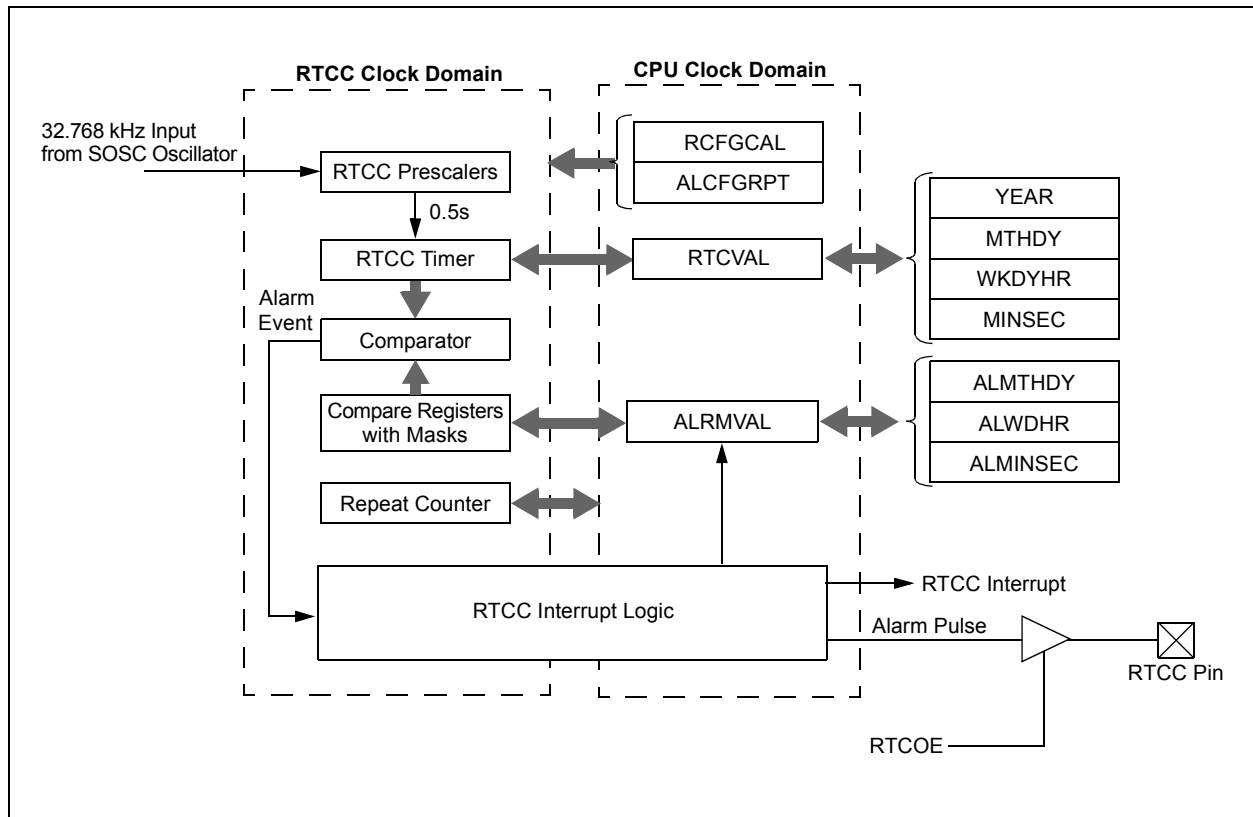 RTCC Clock Domain
CPU Clock Domain
32.768 kHz Input
from SOSC Oscillator
RTCC Prescalers
0.5s
RTCC Timer
Alarm
Event
Comparator
Compare Registers
with Masks
Repeat Counter
RCFGCAL
ALCFGRPT
RTCVAL
ALRMVAL
YEAR
MTHDY
WKDYHR
MINSEC
ALMTHDY
ALWDHR
ALMINSEC
RTCC Interrupt Logic
RTCC Interrupt
Alarm Pulse
RTCC Pin
RTCOE